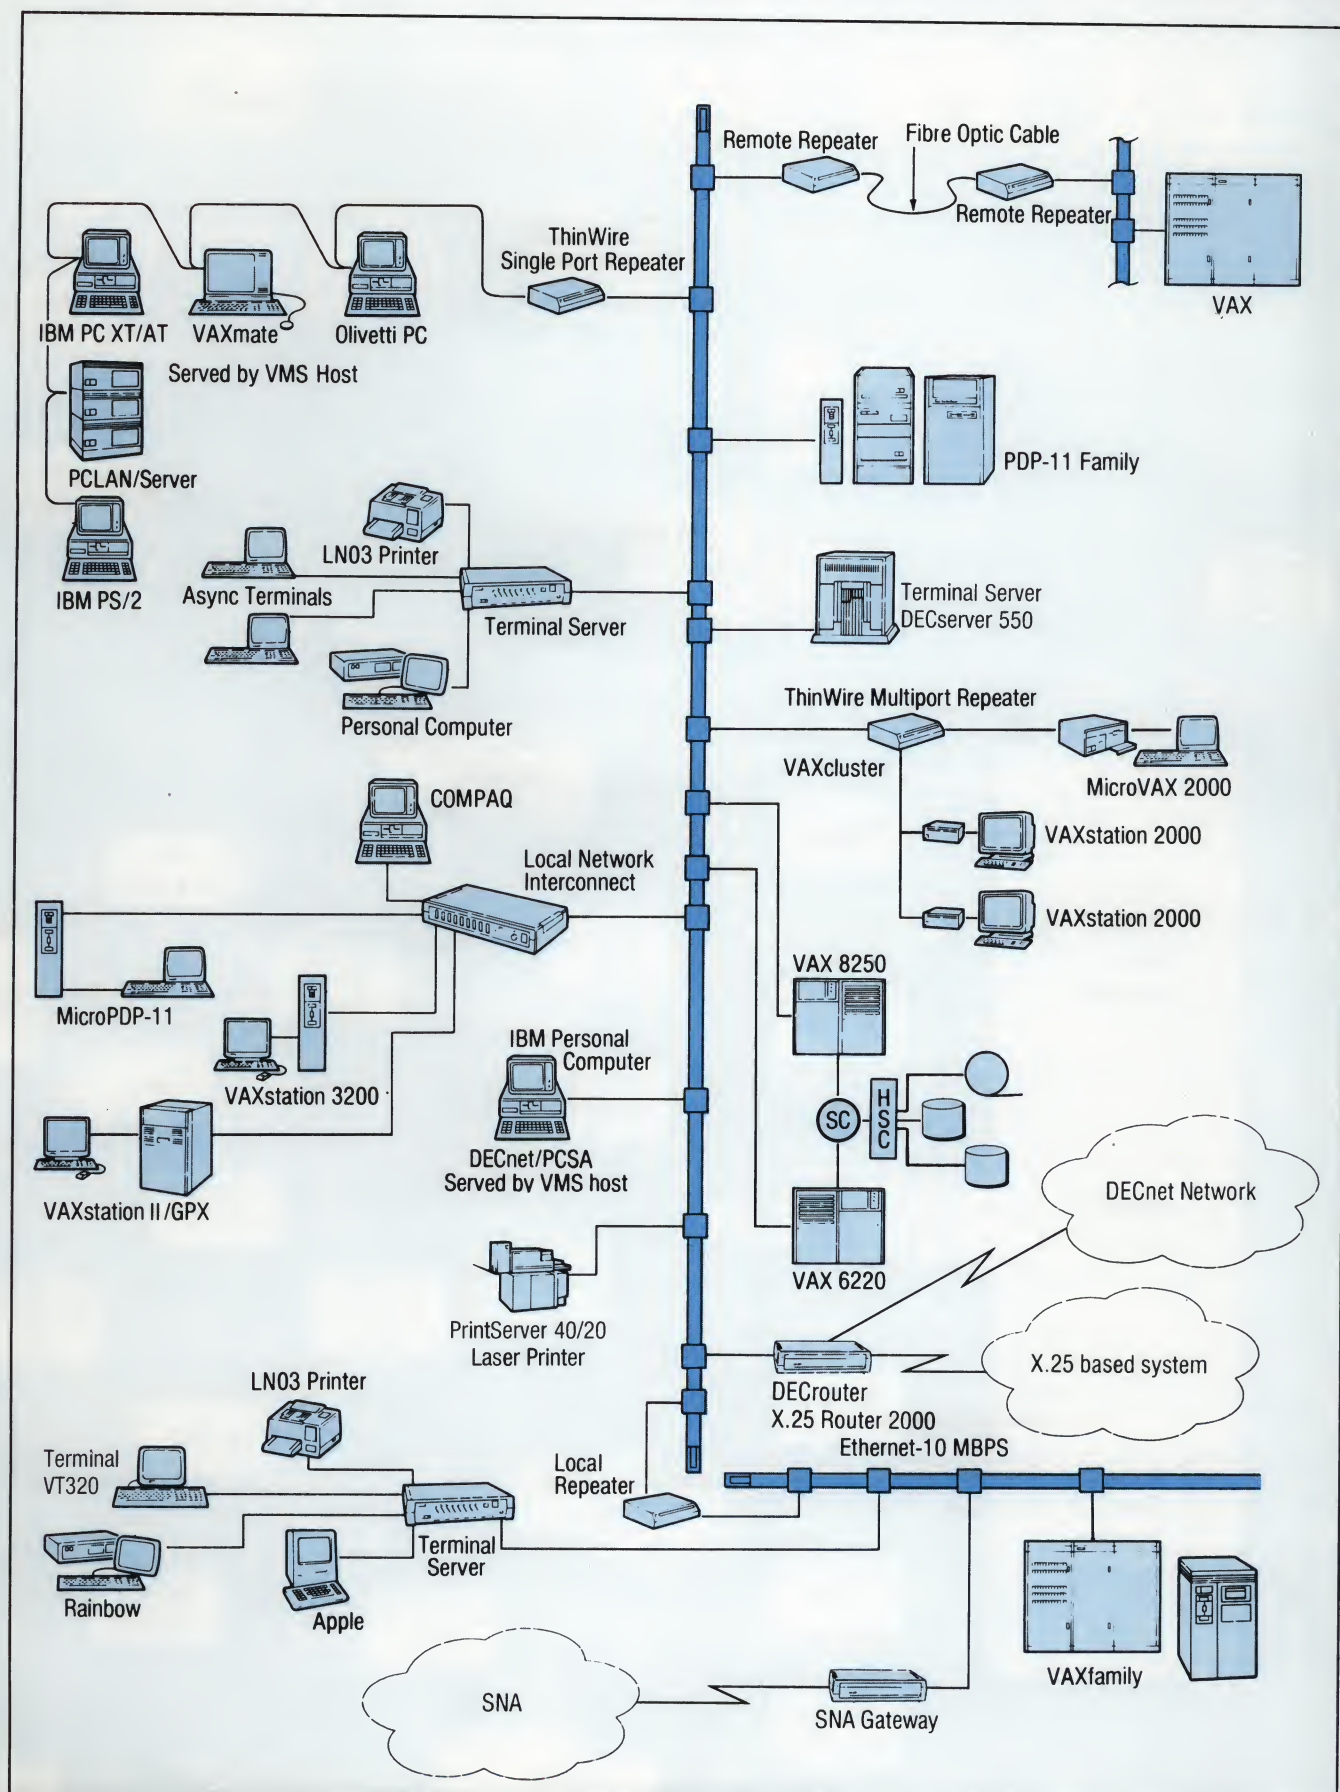 Remote Repeater
Fibre Optic Cable
Remote Repeater
VAX
ThinWire
Single Port Repeater
IBM PC XT/AT
VAXmate
Olivetti PC
Served by VMS Host
PCLAN/Server
IBM PS/2
PDP-11 Family
LN03 Printer
Async Terminals
Terminal Server
Personal Computer
Terminal Server
DECserver 550
ThinWire Multiport Repeater
VAXcluster
MicroVAX 2000
VAXstation 2000
VAXstation 2000
COMPAQ
Local Network
Interconnect
MicroPDP-11
VAXstation 3200
VAXstation II/GPX
VAX 8250
SC
HSC
VAX 6220
IBM Personal
Computer
DECnet/PCSA
Served by VMS host
PrintServer 40/20
Laser Printer
DECnet Network
X.25 based system
DECrouter
X.25 Router 2000
Ethernet-10 MBPS
LN03 Printer
Terminal
VT320
Rainbow
Apple
Terminal
Server
Local
Repeater
VAXfamily
SNA
SNA Gateway